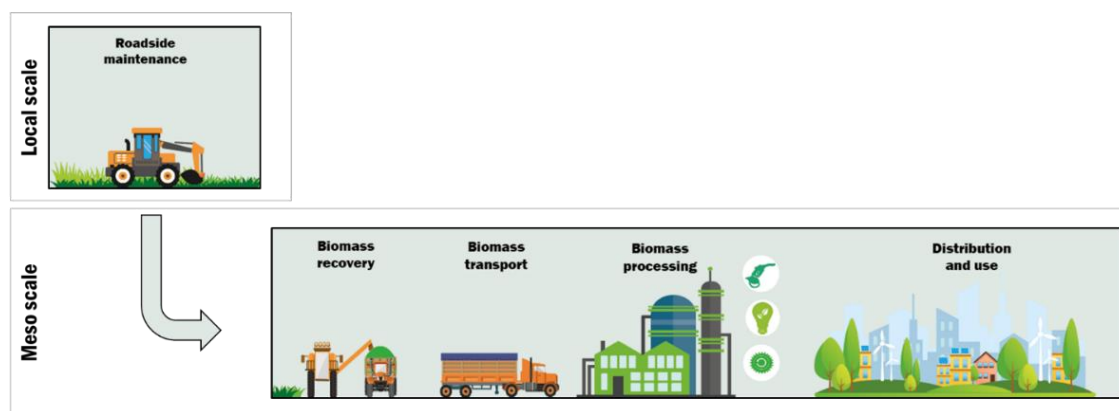 Local scale
Roadside
maintenance
Meso scale
Biomass
recovery
Biomass
transport
Biomass
processing
Distribution
and use